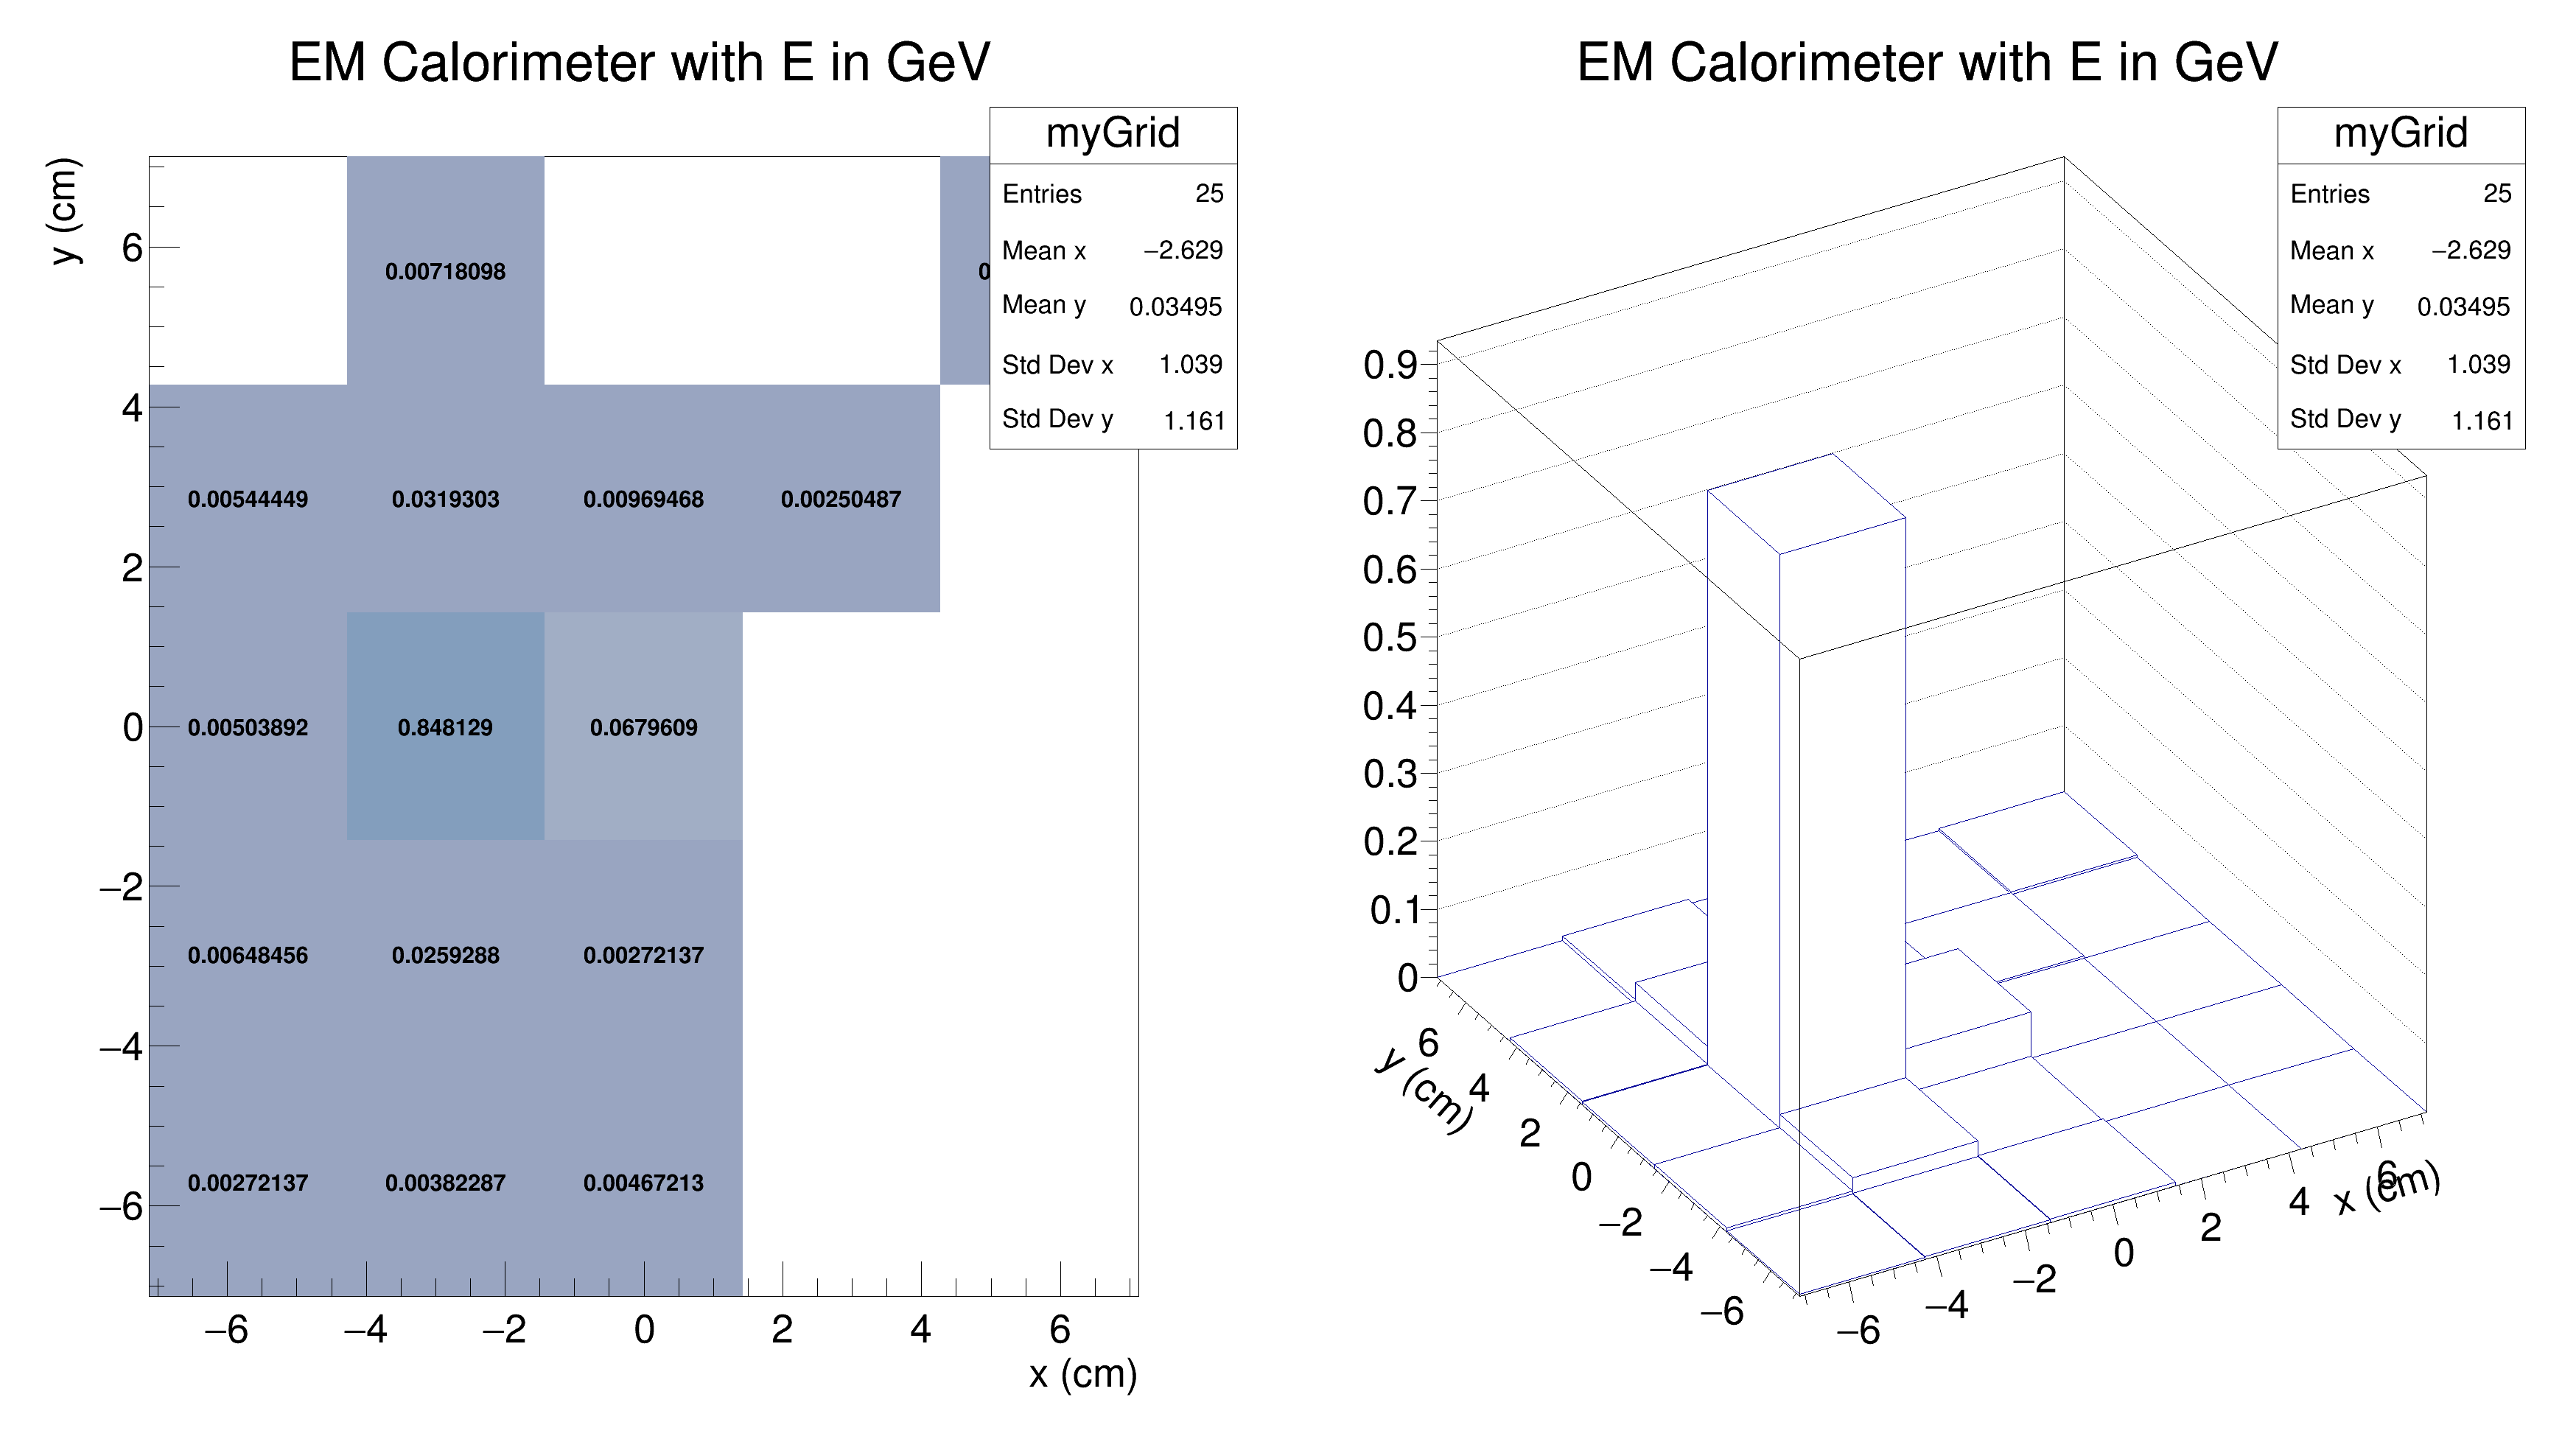 EM Calorimeter with E in GeV
myGrid
Entries 25
Mean x −2.629
Mean y 0.03495
Std Dev x 1.039
Std Dev y 1.161
y (cm)
6
4
2
0
−2
−4
−6
0.00718098
0.00544449 0.0319303 0.00969468 0.00250487
0.00503892 0.848129 0.0679609
0.00648456 0.0259288 0.00272137
0.00272137 0.00382287 0.00467213
−6 −4 −2 0 2 4 6
x (cm)
EM Calorimeter with E in GeV
myGrid
Entries 25
Mean x −2.629
Mean y 0.03495
Std Dev x 1.039
Std Dev y 1.161
0.9
0.8
0.7
0.6
0.5
0.4
0.3
0.2
0.1
0
y (cm)
6
4
2
0
−2
−4
−6
−6
−4
−2
0
2
4
6
x (cm)